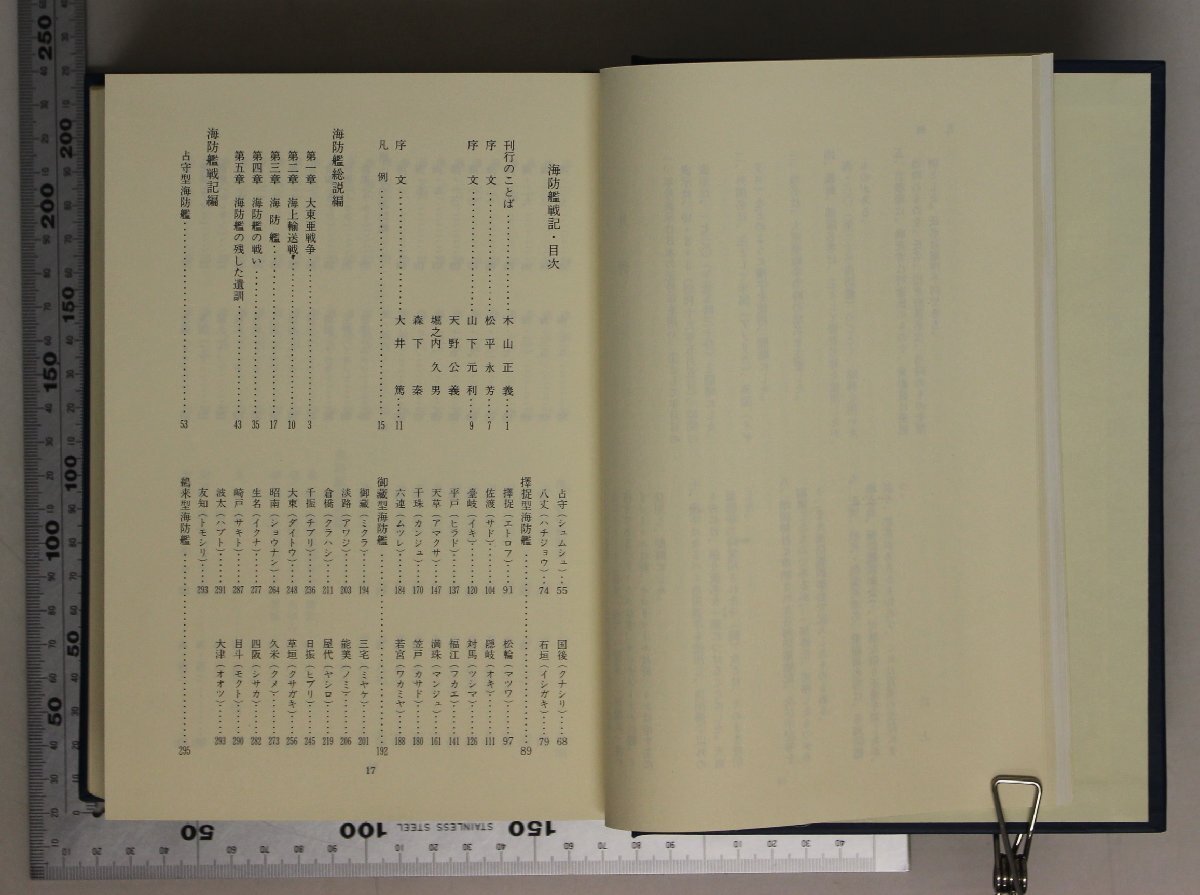 海防艦戦記・目次
刊行のことば……………木山正義……1
序文……………松平永芳……7
序文……………山下元利……9
天野公義
堀之内久男
森下泰
序文……………大井篤……11
凡例……………15
海防艦総説編
第一章 大東亜戦争……………3
第二章 海上輸送戦……………10
第三章 海防艦……………17
第四章 海防艦の戦い……………35
第五章 海防艦の残した遺訓……………43
海防艦戦記編
占守型海防艦……………53
占守(シュムシュ)……55
国後(クナシリ)……68
八丈(ハチジョウ)……74
石垣(イシガキ)……79
擇捉型海防艦……………89
擇捉(エトロフ)……91
松輪(マツワ)……97
佐渡(サド)……104
隠岐(オキ)……111
壹岐(イキ)……120
対馬(ツシマ)……126
平戸(ヒラド)……137
福江(フカエ)……141
天草(アマクサ)……147
満珠(マンジュ)……161
干珠(カンジュ)……170
笠戸(カサド)……180
六連(ムツレ)……184
若宮(ワカミヤ)……188
御蔵型海防艦……………192
御蔵(ミクラ)……194
三宅(ミヤケ)……201
淡路(アワジ)……203
能美(ノミ)……206
倉橋(クラハシ)……211
屋代(ヤシロ)……219
千振(チブリ)……236
日振(ヒブリ)……245
大東(ダイトウ)……248
草垣(クサガキ)……256
昭南(ショウナン)……264
久米(クメ)……273
生名(イクナ)……277
四阪(シサカ)……282
崎戸(サキト)……287
目斗(モクト)……290
波太(ハブト)……291
大津(オオツ)……293
友知(トモシリ)……293
鵜来型海防艦……………295
17
50
100
STAINLESS STEEL
150
250
200
200
150
150
100
100
50
50